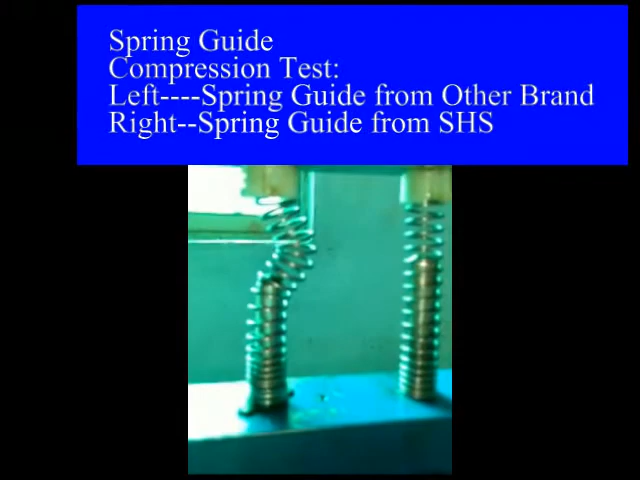 Spring Guide
Compression Test:
Left----Spring Guide from Other Brand
Right--Spring Guide from SHS